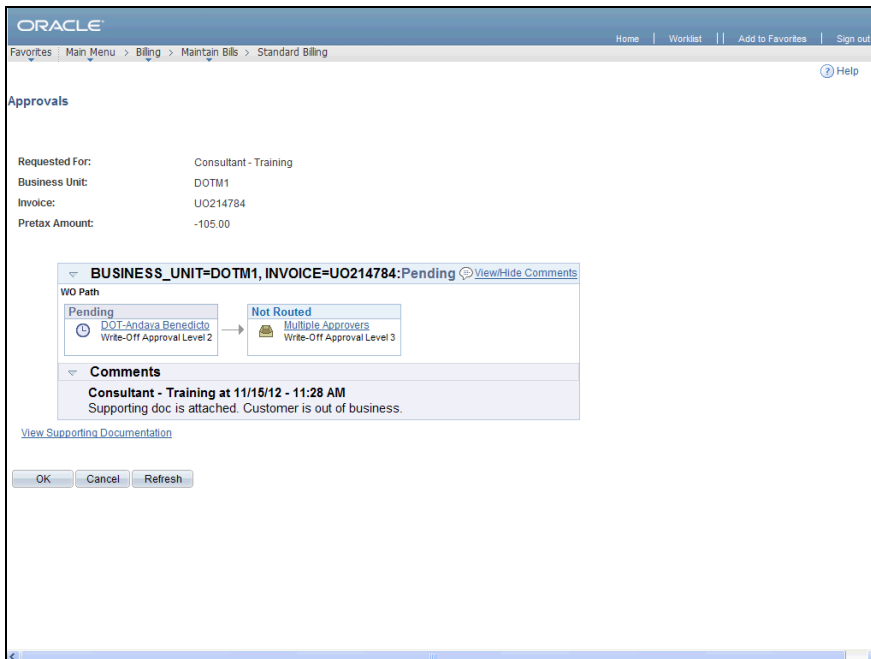 ORACLE
Home | Worklist || Add to Favorites | Sign out
Favorites Main Menu > Billing > Maintain Bills > Standard Billing
? Help
Approvals
Requested For: Consultant - Training
Business Unit: DOTM1
Invoice: UO214784
Pretax Amount: -105.00
BUSINESS_UNIT=DOTM1, INVOICE=UO214784:Pending View/Hide Comments
WO Path
Pending
DOT-Andaya Benedicto
Write-Off Approval Level 2
Not Routed
Multiple Approvers
Write-Off Approval Level 3
Comments
Consultant - Training at 11/15/12 - 11:28 AM
Supporting doc is attached. Customer is out of business.
View Supporting Documentation
OK Cancel Refresh